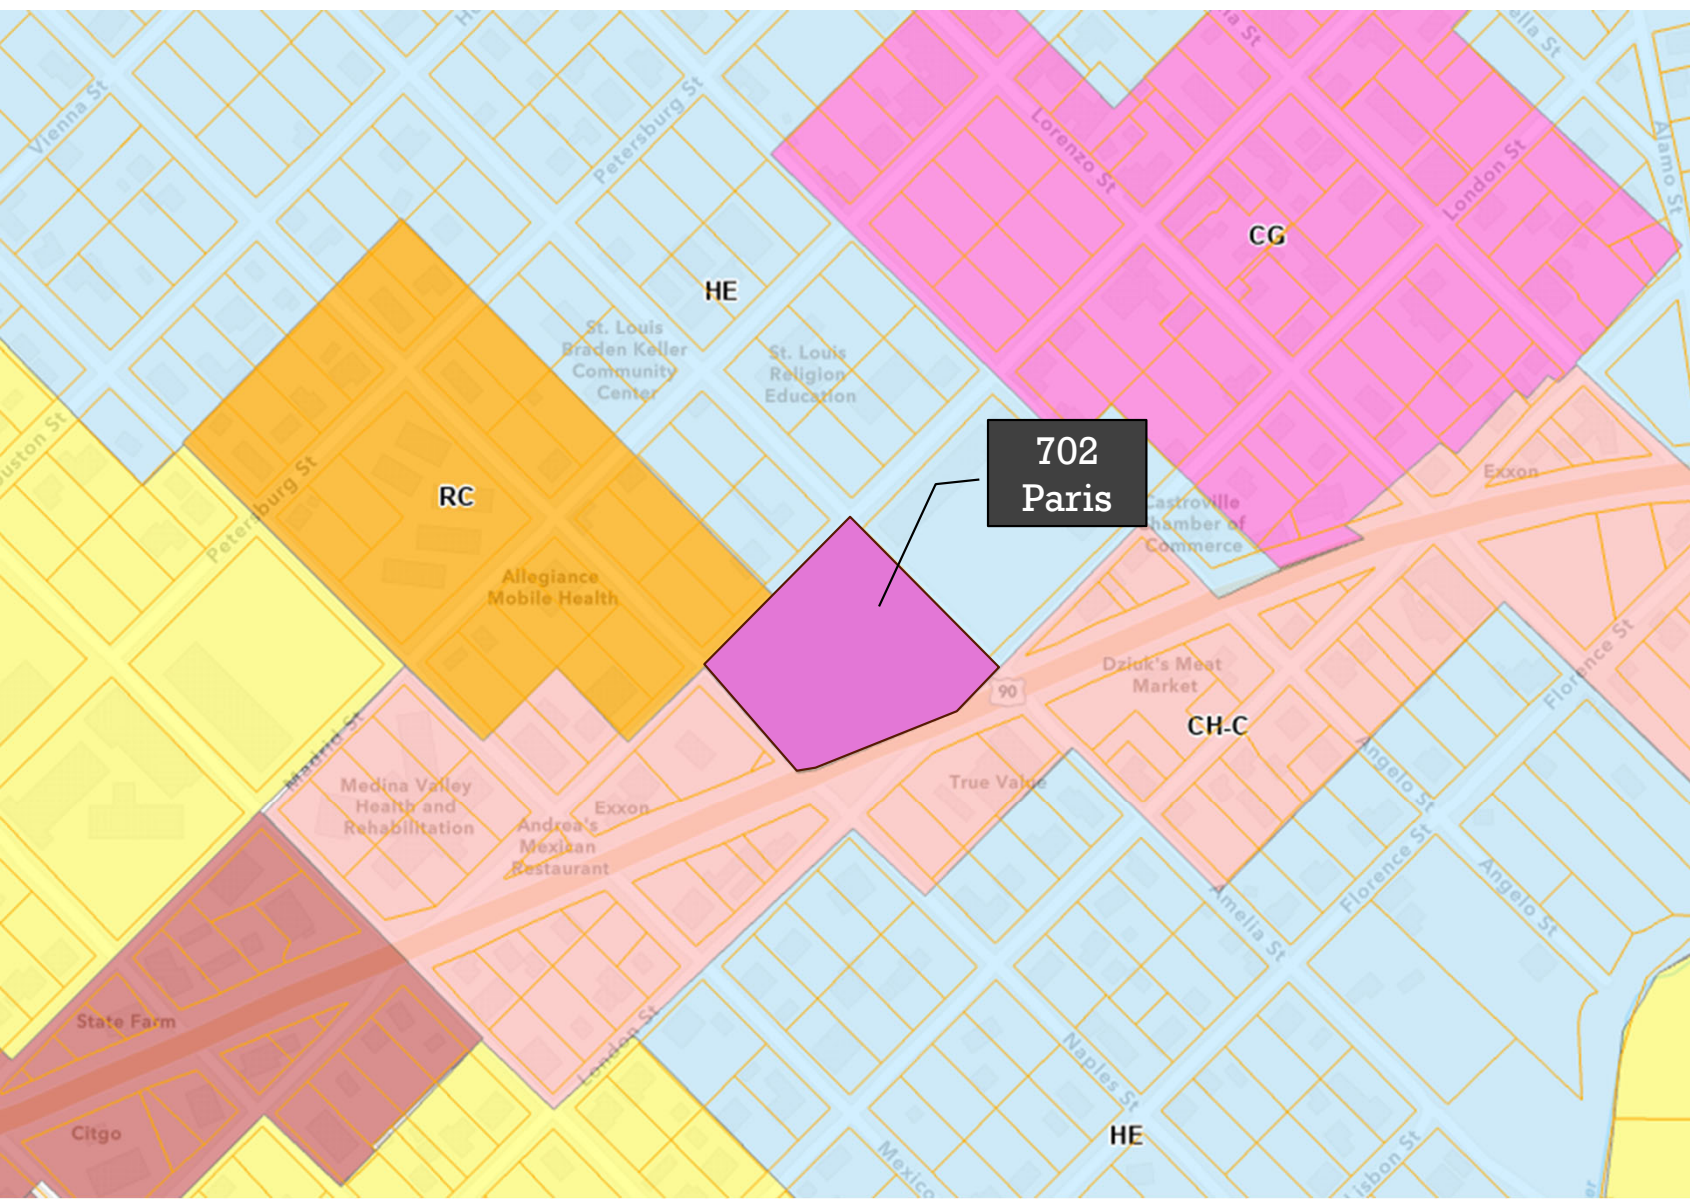 Vienna St
Petersburg St
Lorenzo St
London St
Alamo St
CG
HE
St. Louis
Braden Keller
Community
Center
St. Louis
Religion
Education
702
Paris
Petersburg St
RC
Allegiance
Mobile Health
Castroville
Chamber of
Commerce
Exxon
90
Dziuk's Meat
Market
CH-C
Florence St
Madrid St
Medina Valley
Health and
Rehabilitation
Exxon
Andrea's
Mexican
Restaurant
True Value
Angelo St
Florence St
Angelo St
Amelia St
State Farm
London St
Citgo
Naples St
HE
Mexico
Lisbon St